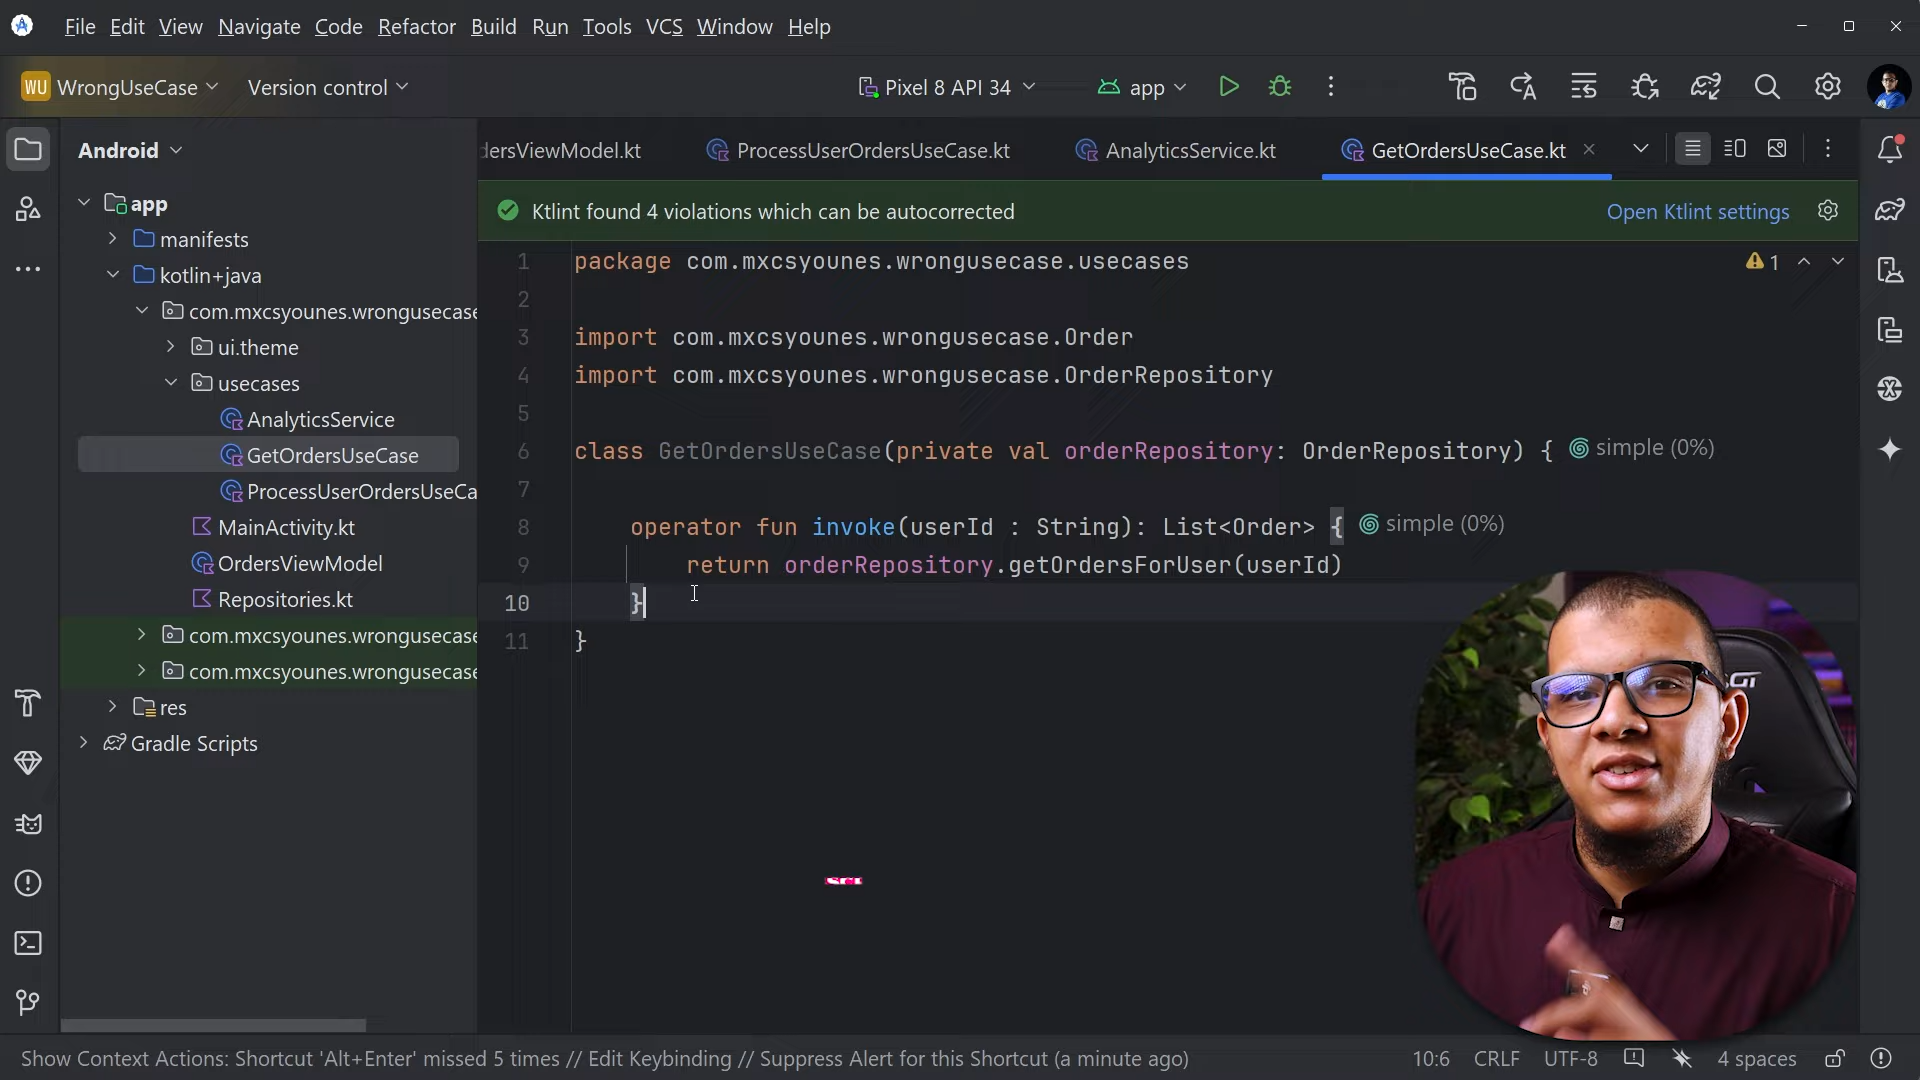 File Edit View Navigate Code Refactor Build Run Tools VCS Window Help
WU WrongUseCase Version control Pixel 8 API 34 app
Android
dersViewModel.kt ProcessUserOrdersUseCase.kt AnalyticsService.kt GetOrdersUseCase.kt
Ktlint found 4 violations which can be autocorrected Open Ktlint settings
app
manifests
kotlin+java
com.mxcsyounes.wrongusecase
ui.theme
usecases
AnalyticsService
GetOrdersUseCase
ProcessUserOrdersUseCa
MainActivity.kt
OrdersViewModel
Repositories.kt
com.mxcsyounes.wrongusecase
com.mxcsyounes.wrongusecase
res
Gradle Scripts
1 package com.mxcsyounes.wrongusecase.usecases 1
2
3 import com.mxcsyounes.wrongusecase.Order
4 import com.mxcsyounes.wrongusecase.OrderRepository
5
6 class GetOrdersUseCase(private val orderRepository: OrderRepository) { simple (0%)
7
8 operator fun invoke(userId : String): List<Order> { simple (0%)
9 return orderRepository.getOrdersForUser(userId)
10 }
11 }
GT
Show Context Actions: Shortcut 'Alt+Enter' missed 5 times // Edit Keybinding // Suppress Alert for this Shortcut (a minute ago) 10:6 CRLF UTF-8 4 spaces